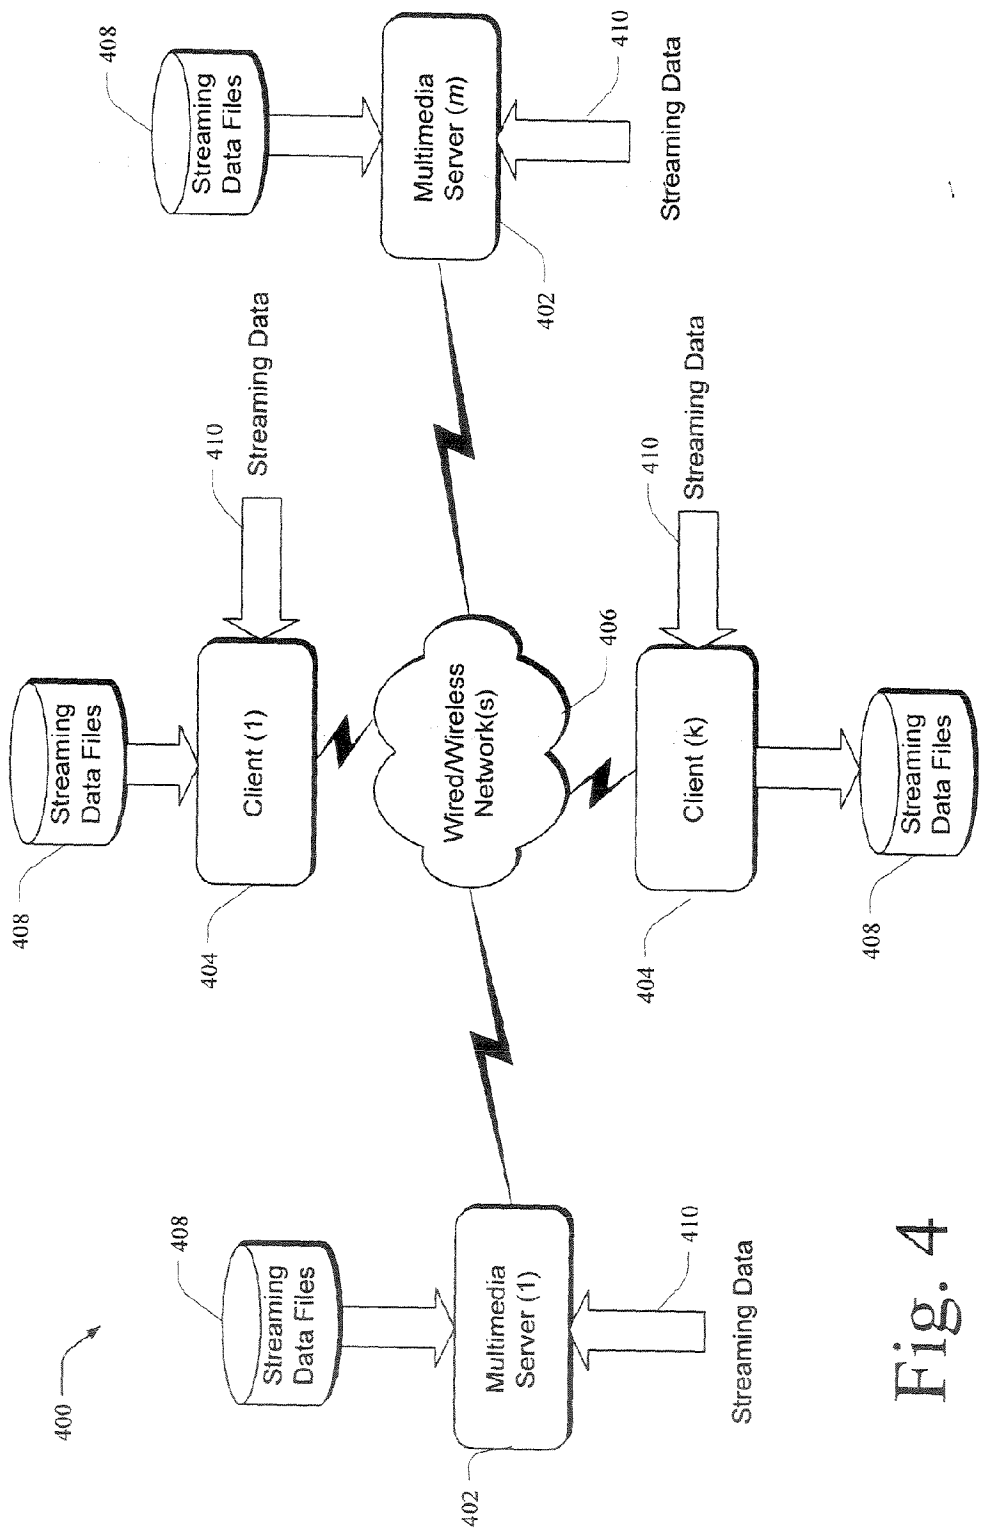 408
Streaming
Data Files
400
408
408
Streaming
Data Files
404
410
Client (1)
Streaming Data
Streaming
Data Files
Multimedia
Server (m)
Wired/Wireless
Network(s)
402
Multimedia
Server (1)
402
406
410
404
410
Streaming Data
410
Client (k)
Streaming Data
Streaming Data
408
Streaming
Data Files
Fig. 4